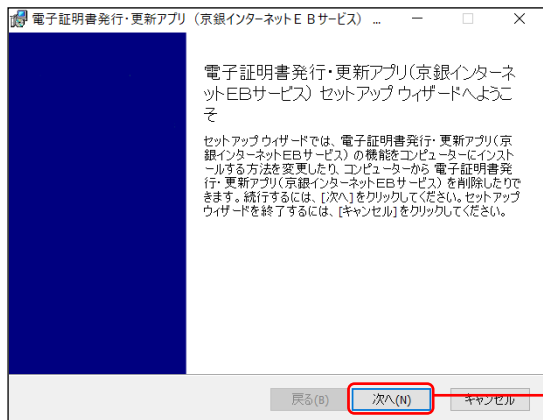 電子証明書発行・更新アプリ（京銀インターネットＥＢサービス） ...
電子証明書発行・更新アプリ(京銀インターネ
ットEBサービス) セットアップ ウィザードへようこ
そ
セットアップ ウィザードでは、電子証明書発行・更新アプリ(京
銀インターネットEBサービス) の機能をコンピューターにインスト
ールする方法を変更したり、コンピューターから 電子証明書発
行・更新アプリ(京銀インターネットEBサービス) を削除したりで
きます。続行するには、[次へ] をクリックしてください。セットアップ
ウィザードを終了するには、[キャンセル] をクリックしてください。
戻る(B) 次へ(N) キャンセル